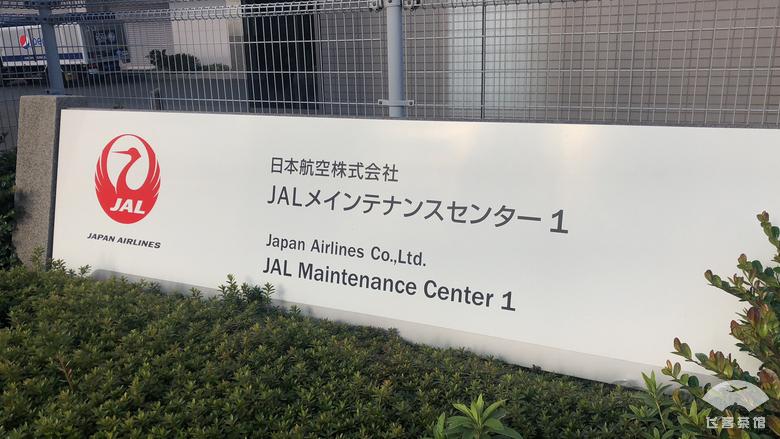 JAL
JAPAN AIRLINES
日本航空株式会社
JALメインテナンスセンター1
Japan Airlines Co.,Ltd.
JAL Maintenance Center 1
飞客茶馆